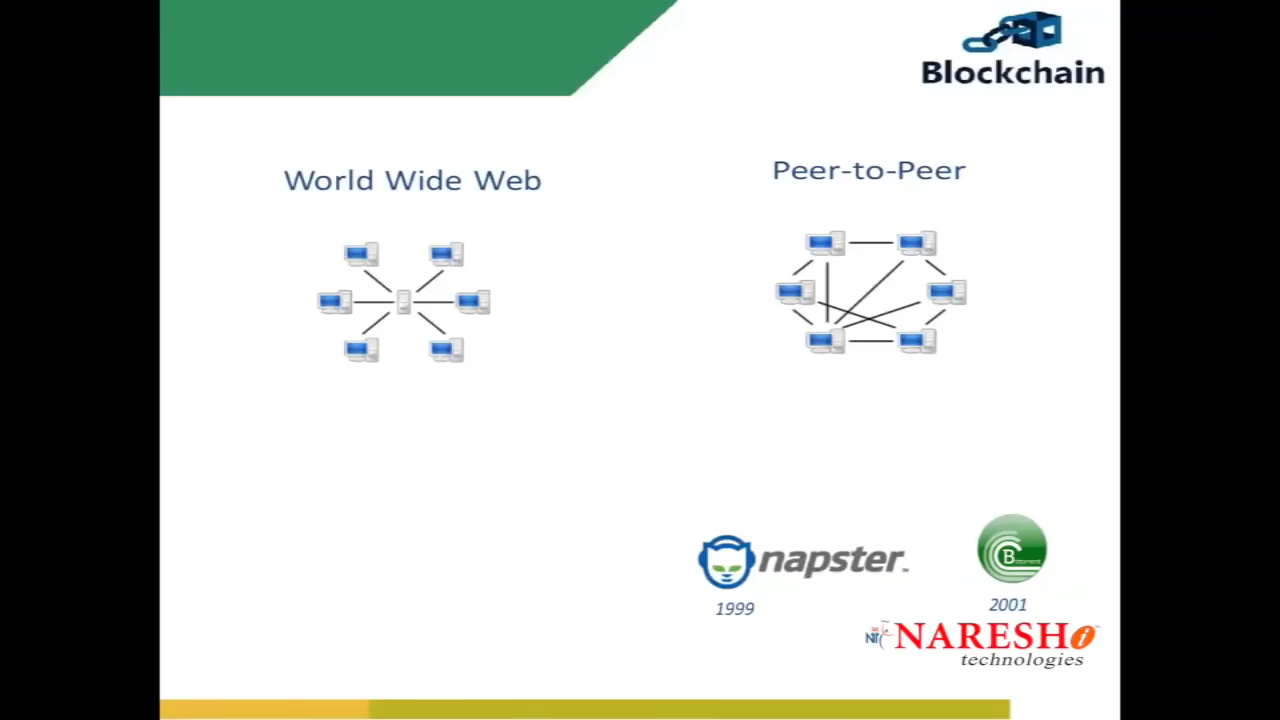 Blockchain
World Wide Web
Peer-to-Peer
napster
1999
B
2001
NARESH i
technologies